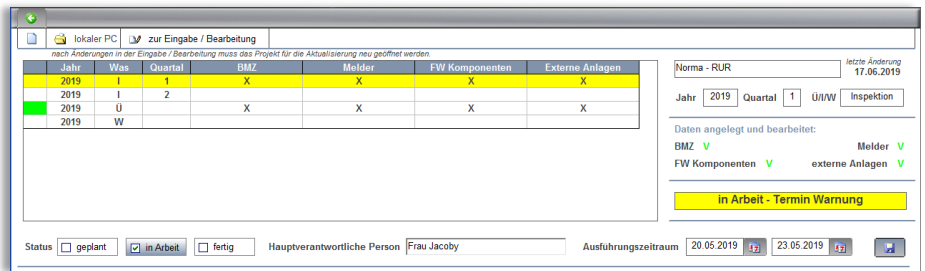 lokaler PC zur Eingabe / Bearbeitung
nach Änderungen in der Eingabe / Bearbeitung muss das Projekt für die Aktualisierung neu geöffnet werden.
Jahr Was Quartal BMZ Melder FW Komponenten Externe Anlagen
2019 I 1 X X X X
2019 I 2
2019 Ü X X X X
2019 W
Norma - RUR
letzte Änderung
17.06.2019
Jahr 2019 Quartal 1 Ü/I/W Inspektion
Daten angelegt und bearbeitet:
BMZ V Melder V
FW Komponenten V externe Anlagen V
in Arbeit - Termin Warnung
Status geplant in Arbeit fertig Hauptverantwortliche Person Frau Jacoby Ausführungszeitraum 20.05.2019 23.05.2019